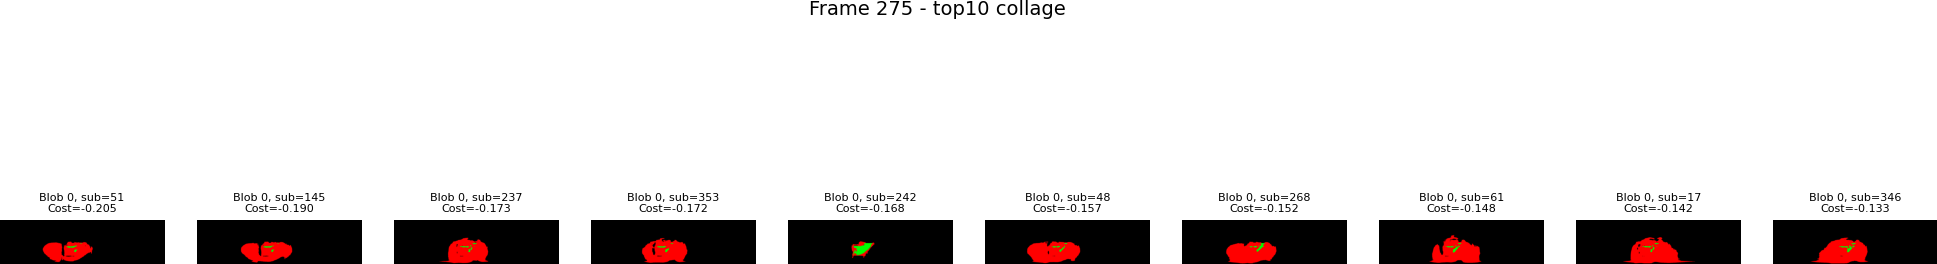 Frame 275 - top10 collage
Blob 0, sub=51
Cost=-0.205
Blob 0, sub=145
Cost=-0.190
Blob 0, sub=237
Cost=-0.173
Blob 0, sub=353
Cost=-0.172
Blob 0, sub=242
Cost=-0.168
Blob 0, sub=48
Cost=-0.157
Blob 0, sub=268
Cost=-0.152
Blob 0, sub=61
Cost=-0.148
Blob 0, sub=17
Cost=-0.142
Blob 0, sub=346
Cost=-0.133